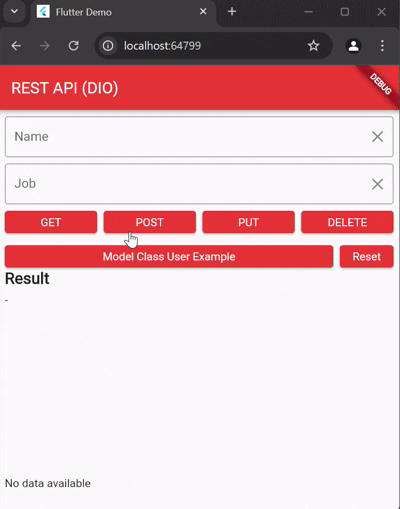 Flutter Demo
localhost:64799
REST API (DIO)
DEBUG
Name
Job
GET POST PUT DELETE
Model Class User Example Reset
Result
-
No data available